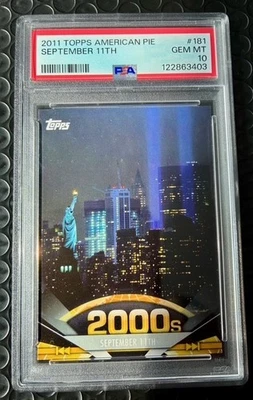 2011 TOPPS AMERICAN PIE #181
SEPTEMBER 11TH GEM MT
PSA 10
122863403
Topps
2000s
SEPTEMBER 11TH